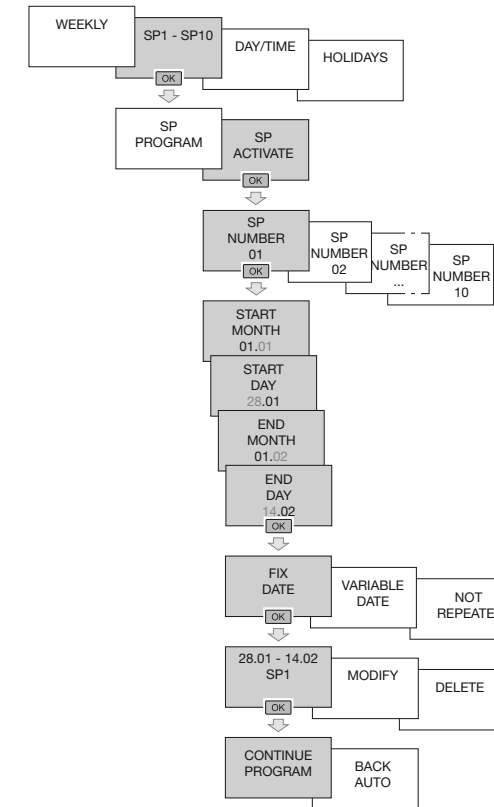 WEEKLY
SP1 - SP10
DAY/TIME
HOLIDAYS
OK
SP
PROGRAM
SP
ACTIVATE
OK
SP
NUMBER
01
OK
SP
NUMBER
02
SP
NUMBER
...
SP
NUMBER
10
START
MONTH
01.01
START
DAY
28.01
END
MONTH
01.02
END
DAY
14.02
OK
FIX
DATE
OK
VARIABLE
DATE
NOT
REPEATE
28.01 - 14.02
SP1
OK
MODIFY
DELETE
CONTINUE
PROGRAM
BACK
AUTO